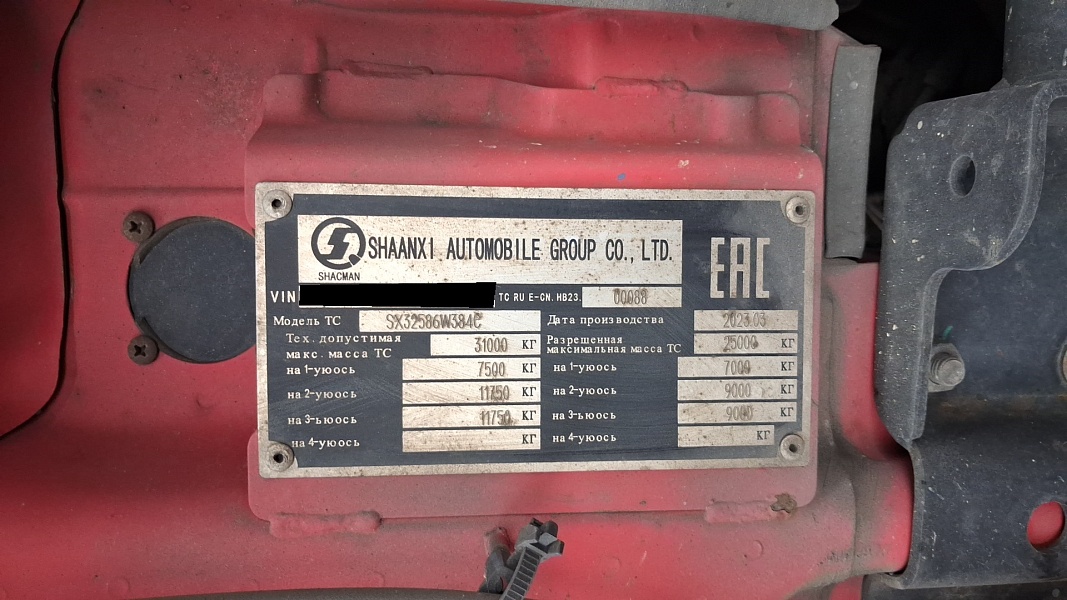 SHAANXI AUTOMOBILE GROUP CO., LTD.
SHACMAN
EAC
VIN TC RU E-CN. HB23. 00088
Модель ТС SX32586W384C Дата производства 2023.03
Тех. допустимая макс. масса ТС 31000 КГ Разрешенная максимальная масса ТС 25000 КГ
на 1-уюось 7500 КГ на 1-уюось 7000 КГ
на 2-уюось 11750 КГ на 2-уюось 9000 КГ
на 3-ьюось 11750 КГ на 3-ьюось 9000 КГ
на 4-уюось КГ на 4-уюось КГ